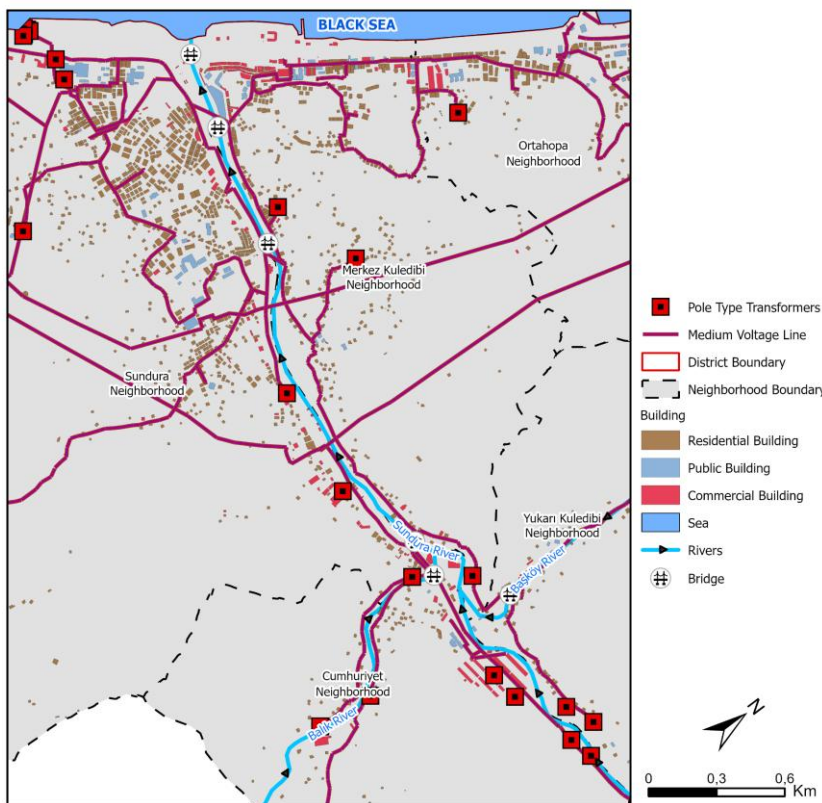 BLACK SEA
Ortahopa
Neighborhood
Merkez Kuledibi
Neighborhood
Sundura
Neighborhood
Yukarı Kuledibi
Neighborhood
Sundura River
Başköy River
Cumhuriyet
Neighborhood
Balık River
Pole Type Transformers
Medium Voltage Line
District Boundary
Neighborhood Boundary
Building
Residential Building
Public Building
Commercial Building
Sea
Rivers
Bridge
N
0 0,3 0,6
Km